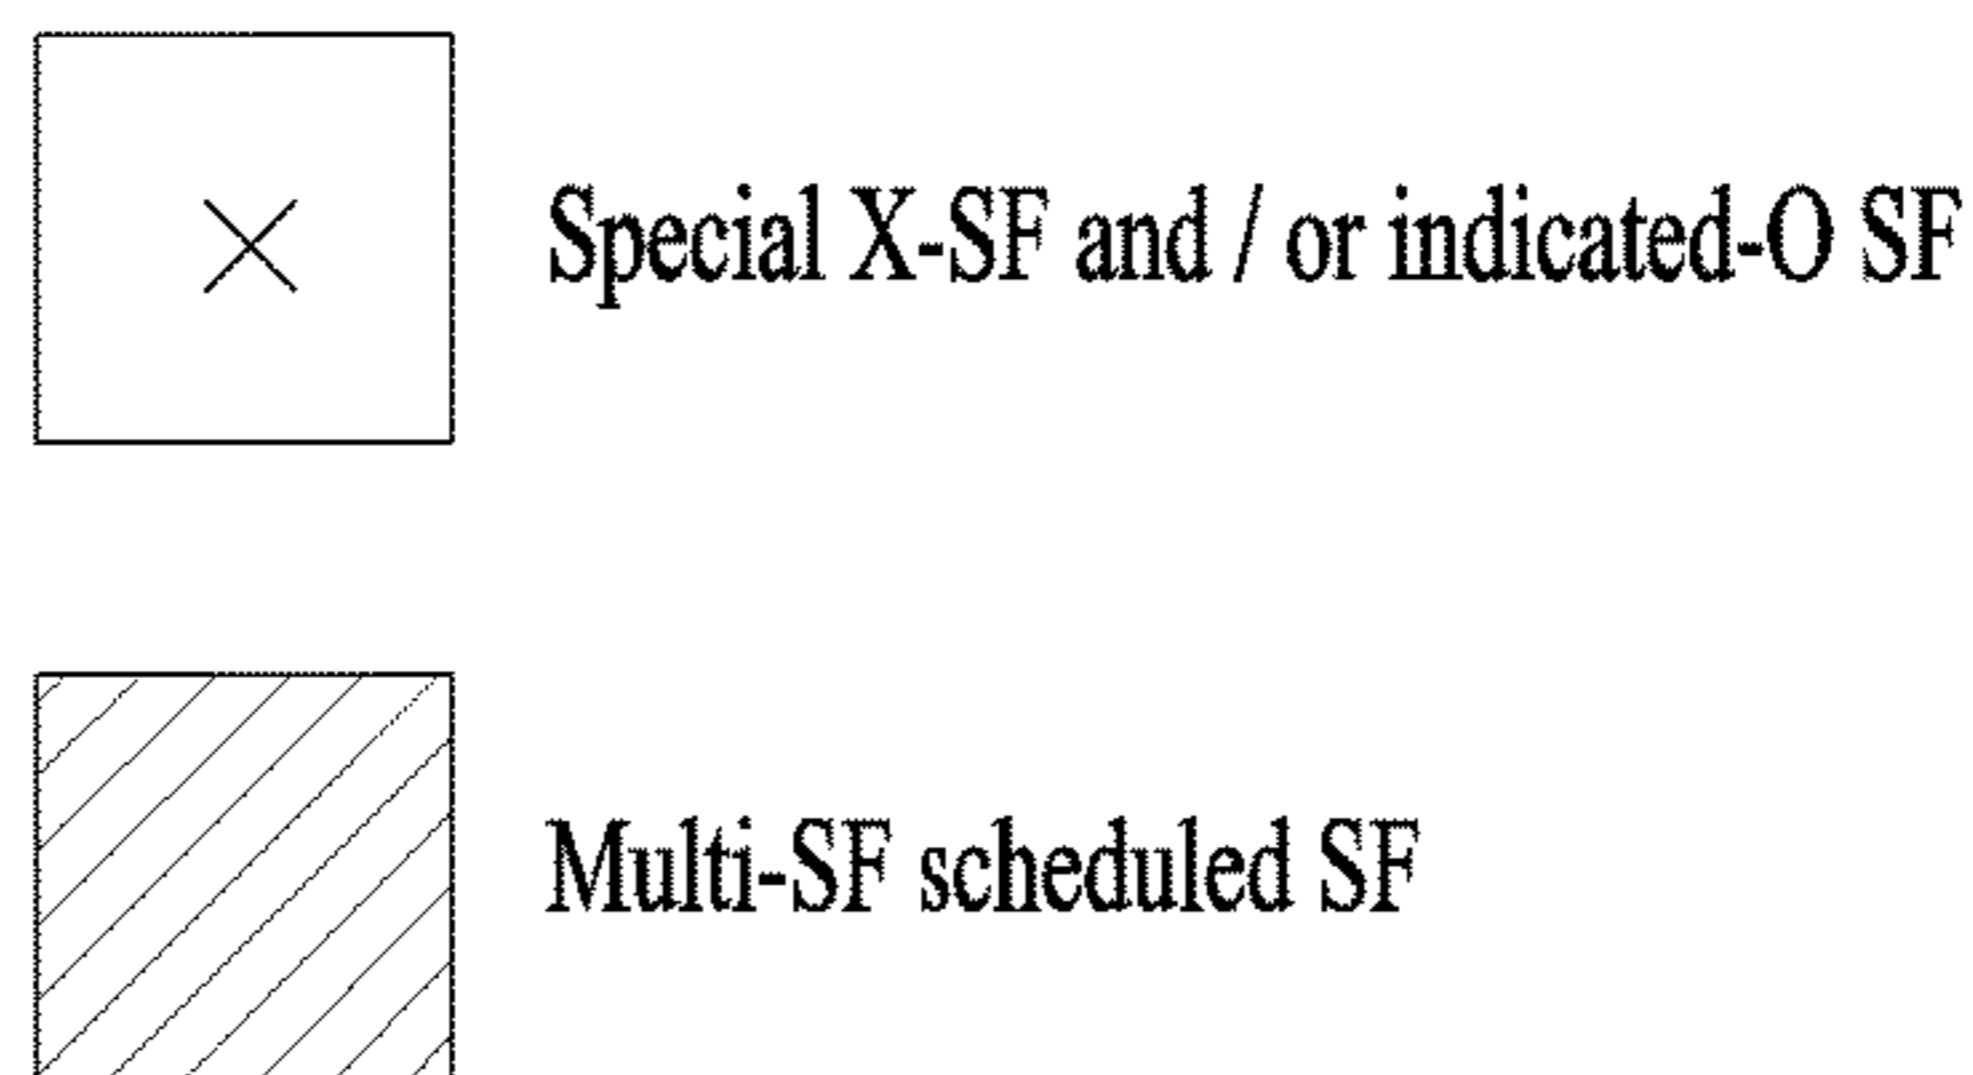 Special X-SF and / or indicated-O SF
Multi-SF scheduled SF